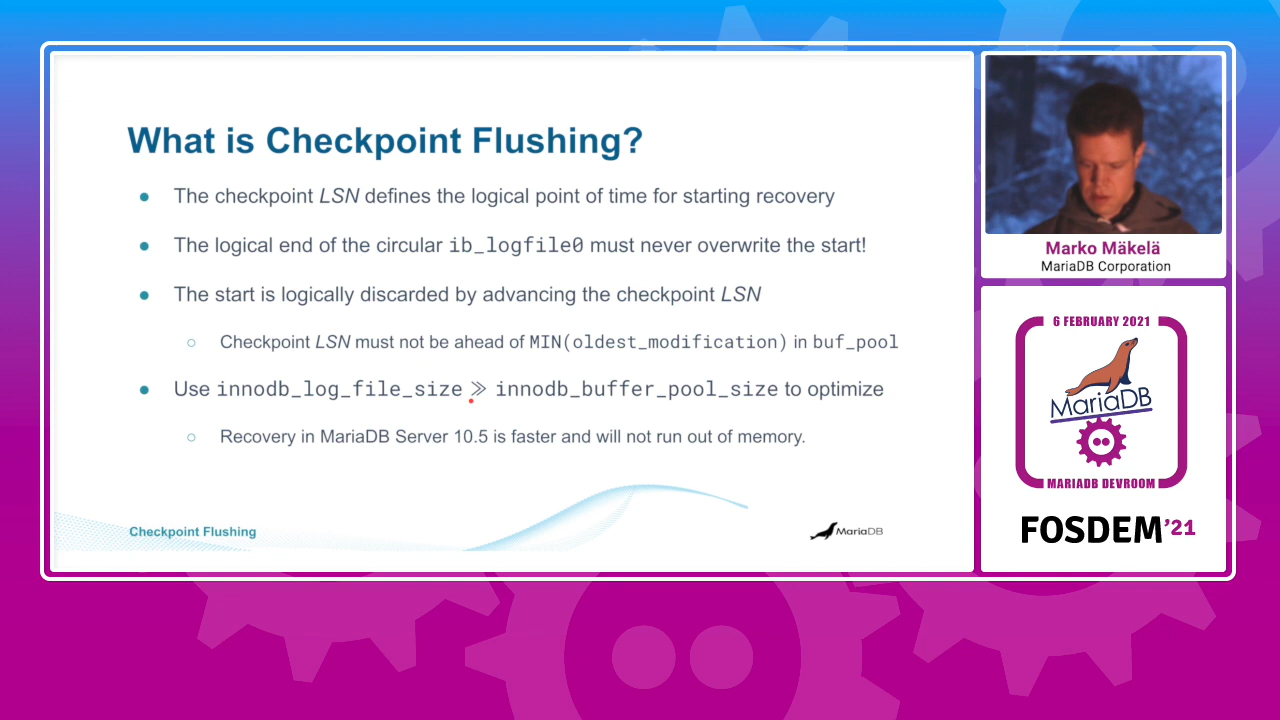 What is Checkpoint Flushing?
● The checkpoint LSN defines the logical point of time for starting recovery
● The logical end of the circular ib_logfile0 must never overwrite the start!
● The start is logically discarded by advancing the checkpoint LSN
○ Checkpoint LSN must not be ahead of MIN(oldest_modification) in buf_pool
● Use innodb_log_file_size ≫ innodb_buffer_pool_size to optimize
○ Recovery in MariaDB Server 10.5 is faster and will not run out of memory.
Checkpoint Flushing
MariaDB
Marko Mäkelä
MariaDB Corporation
6 FEBRUARY 2021
MariaDB
MARIADB DEVROOM
FOSDEM'21